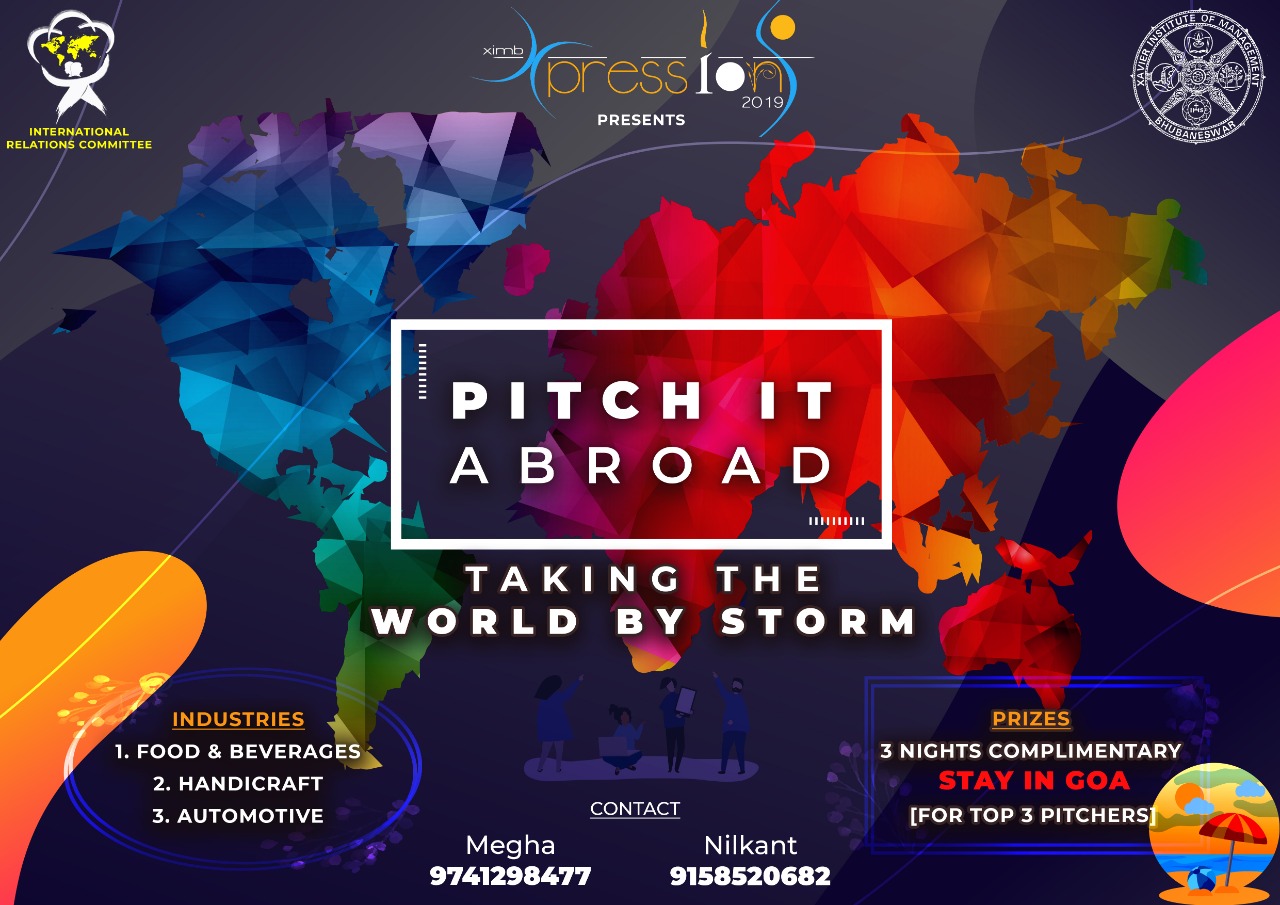 INTERNATIONAL
RELATIONS COMMITTEE
ximb
Xpressions
2019
PRESENTS
XAVIER INSTITUTE OF MANAGEMENT
BHUBANESWAR
PITCH IT
ABROAD
TAKING THE
WORLD BY STORM
INDUSTRIES
1. FOOD & BEVERAGES
2. HANDICRAFT
3. AUTOMOTIVE
CONTACT
Megha
9741298477
Nilkant
9158520682
PRIZES
3 NIGHTS COMPLIMENTARY
STAY IN GOA
[FOR TOP 3 PITCHERS]